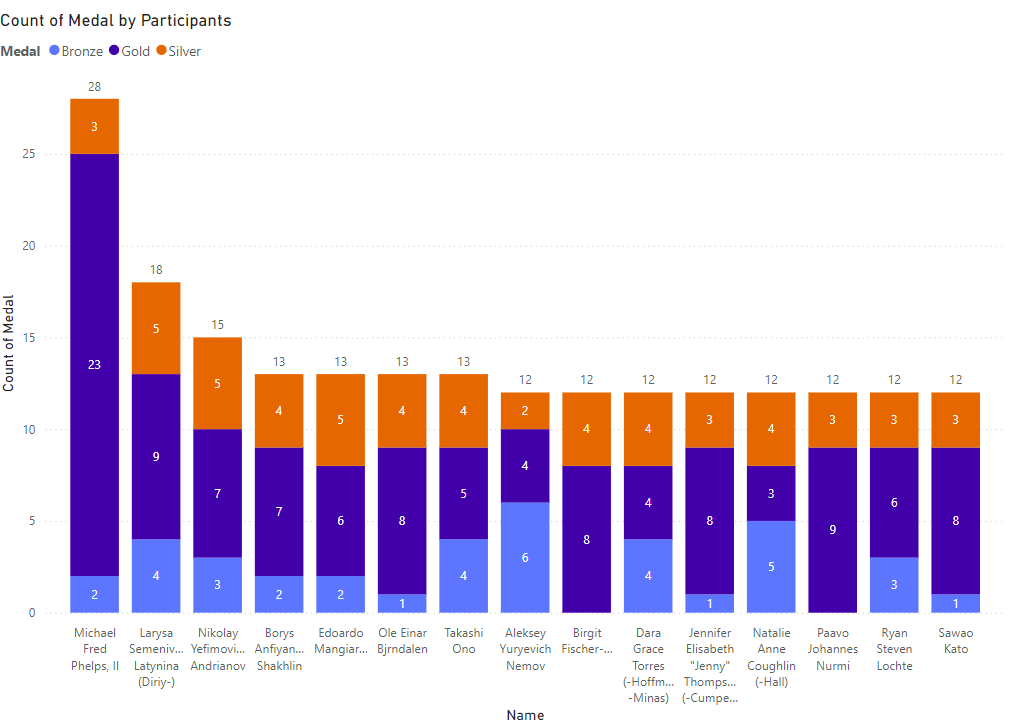 Count of Medal by Participants
Medal Bronze Gold Silver
28
3
25
18
15
13 13 13 13
12 12 12 12 12 12 12 12
20
15
10
5
0
Count of Medal
23
2
5
9
4
5
7
3
4
7
2
5
6
2
4
8
1
4
5
4
2
4
6
4
8
4
4
4
3
8
1
4
3
5
3
9
3
6
3
3
8
1
Michael
Fred
Phelps, II
Larysa
Semeniv...
Latynina
(Diriy-)
Nikolay
Yefimovi...
Andrianov
Borys
Anfiyan...
Shakhlin
Edoardo
Mangiar...
Ole Einar
Bjrndalen
Takashi
Ono
Aleksey
Yuryevich
Nemov
Birgit
Fischer-...
Dara
Grace
Torres
(-Hoffm...
-Minas)
Jennifer
Elisabeth
"Jenny"
Thomps...
(-Cumpe...
Natalie
Anne
Coughlin
(-Hall)
Paavo
Johannes
Nurmi
Ryan
Steven
Lochte
Sawao
Kato
Name